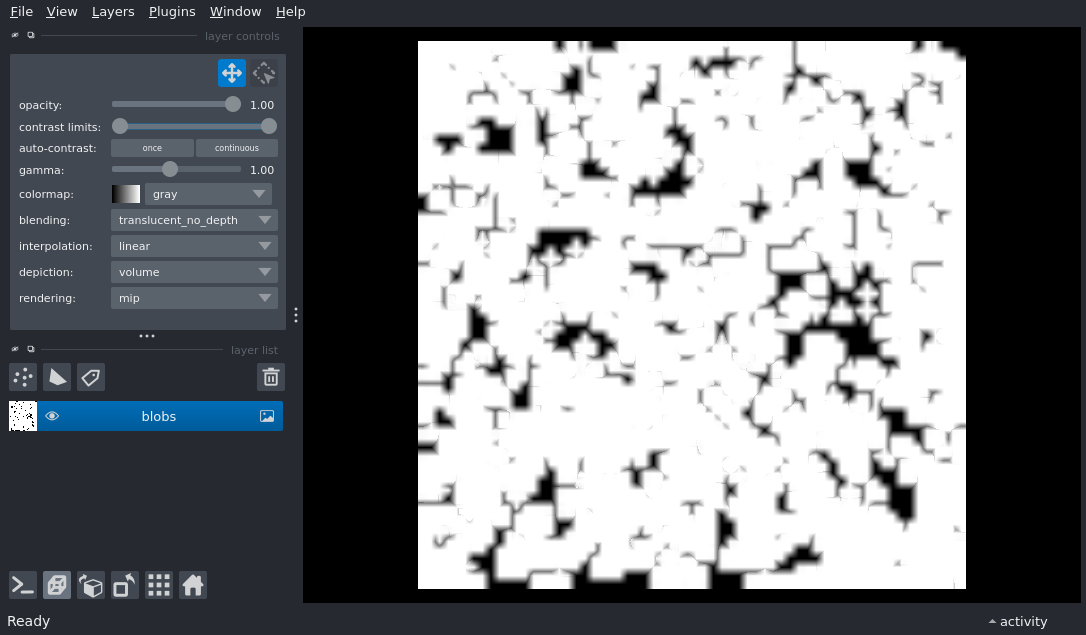 File View Layers Plugins Window Help
layer controls
opacity: 1.00
contrast limits:
auto-contrast: once continuous
gamma: 1.00
colormap: gray
blending: translucent_no_depth
interpolation: linear
depiction: volume
rendering: mip
layer list
blobs
Ready
activity